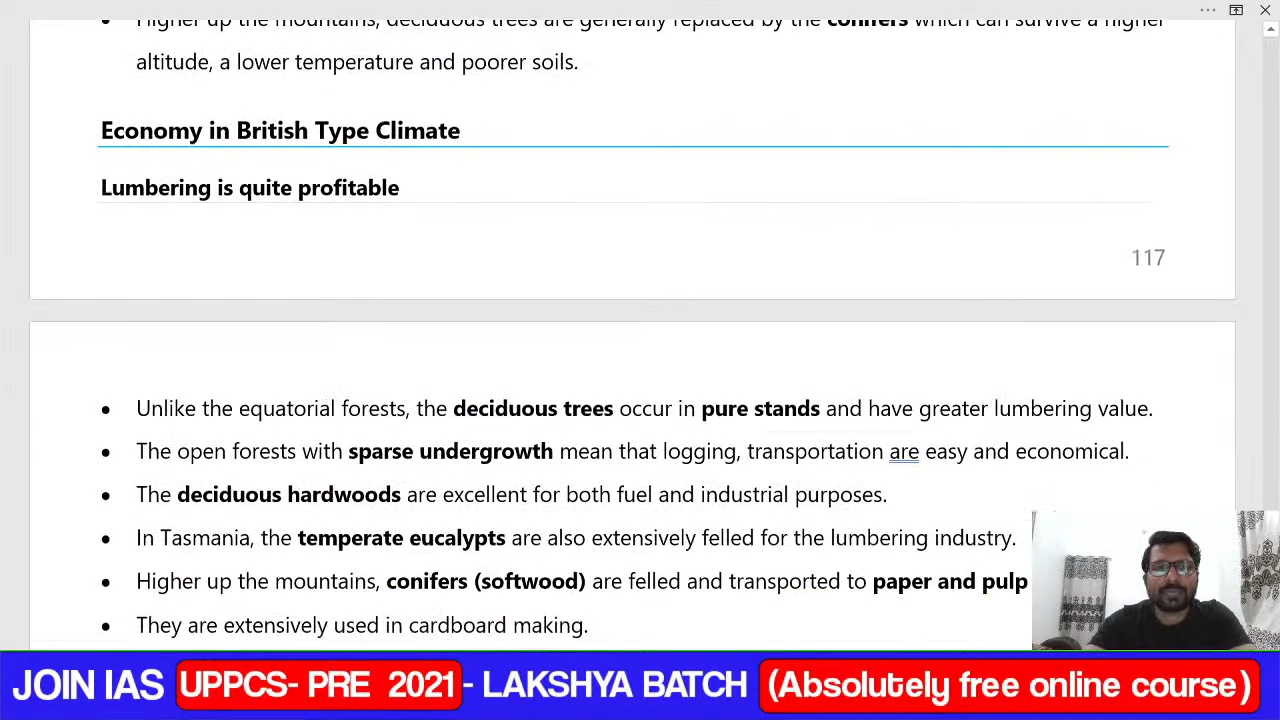 Higher up the mountains, deciduous trees are generally replaced by the conifers which can survive a higher
altitude, a lower temperature and poorer soils.
Economy in British Type Climate
Lumbering is quite profitable
117
• Unlike the equatorial forests, the deciduous trees occur in pure stands and have greater lumbering value.
• The open forests with sparse undergrowth mean that logging, transportation are easy and economical.
• The deciduous hardwoods are excellent for both fuel and industrial purposes.
• In Tasmania, the temperate eucalypts are also extensively felled for the lumbering industry.
• Higher up the mountains, conifers (softwood) are felled and transported to paper and pulp
• They are extensively used in cardboard making.
JOIN IAS UPPCS- PRE 2021 - LAKSHYA BATCH (Absolutely free online course)